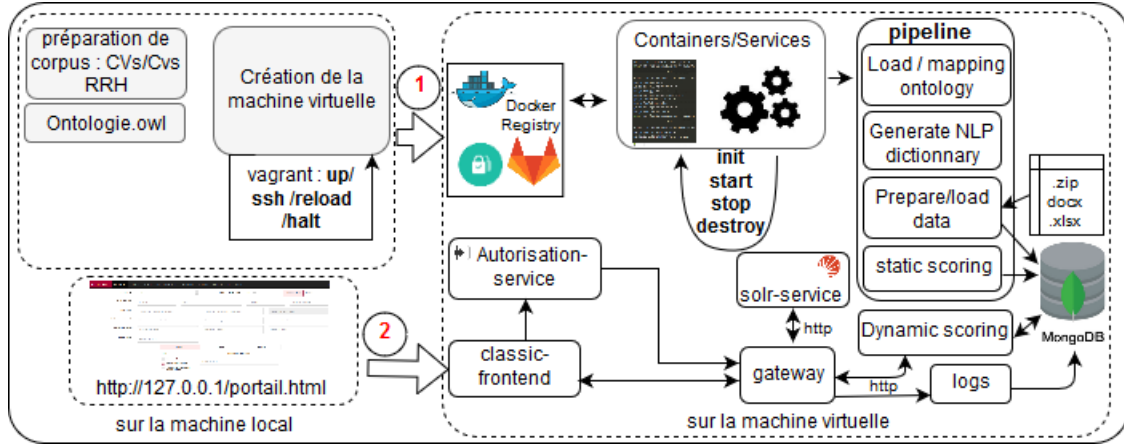 préparation de
corpus : CVs/Cvs
RRH
Ontologie.owl
Création de la
machine virtuelle
vagrant : up/
ssh /reload
/halt
1
Docker
Registry
Containers/Services
init
start
stop
destroy
pipeline
Load / mapping
ontology
Generate NLP
dictionnary
Prepare/load
data
static scoring
.zip
docx
.xlsx
MongoDB
Autorisation-
service
solr-service
http
Dynamic scoring
classic-
frontend
gateway
http
logs
2
http://127.0.0.1/portail.html
sur la machine local
sur la machine virtuelle